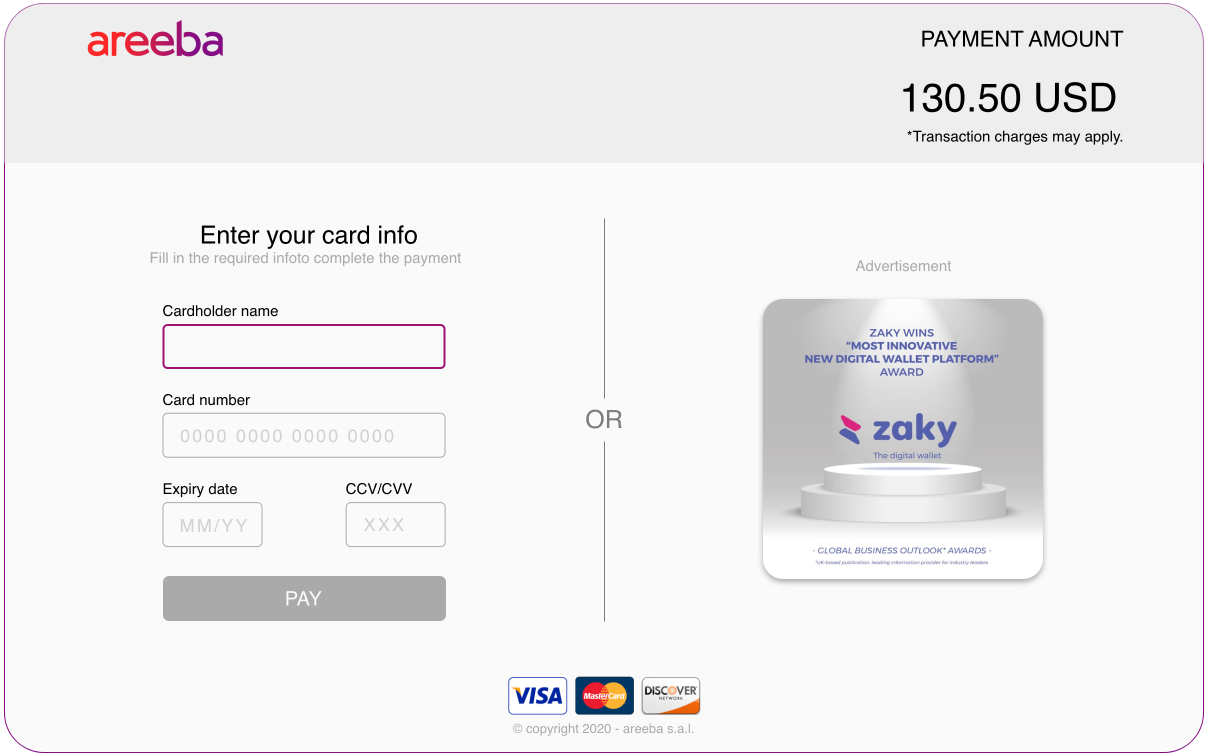 areeba
PAYMENT AMOUNT
130.50 USD
*Transaction charges may apply.
Enter your card info
Fill in the required infoto complete the payment
Cardholder name
Card number
0000 0000 0000 0000
Expiry date
CCV/CVV
MM/YY
XXX
PAY
OR
Advertisement
ZAKY WINS
“MOST INNOVATIVE
NEW DIGITAL WALLET PLATFORM”
AWARD
zaky
The digital wallet
- GLOBAL BUSINESS OUTLOOK* AWARDS -
*UK-based publication, leading information provider for industry leaders.
VISA
MasterCard
DISCOVER
NETWORK
© copyright 2020 - areeba s.a.l.